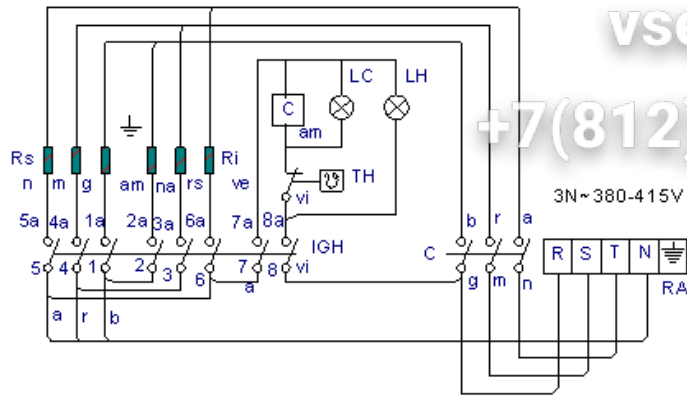 vse
LC LH
C
am
+7(812)
Rs Ri
TH
n m g am na rs ve
vi
3N~380-415V
5a 4a 1a 2a 3a 6a 7a 8a b r a
IGH
C
R S T N
5 4 1 2 3 6 7 8 vi
a
g m n
RA
a r b